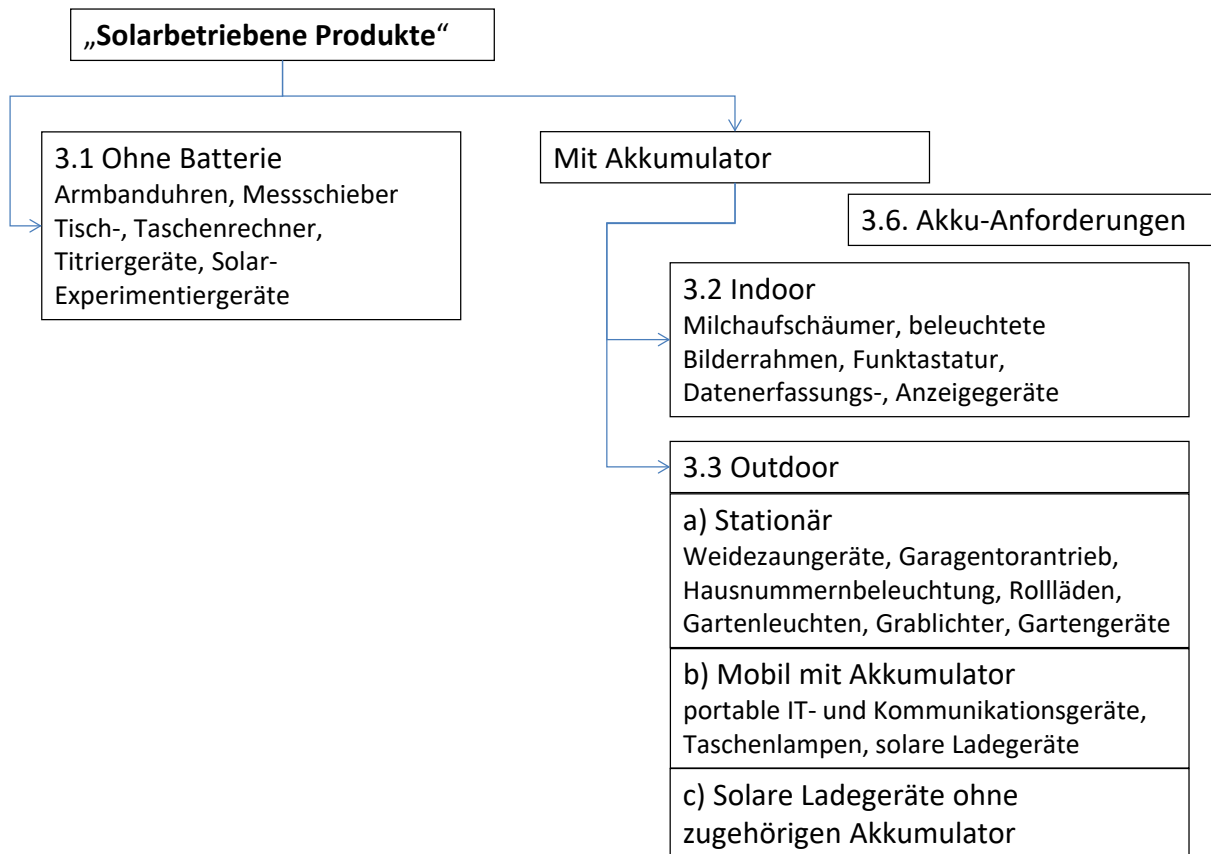 „Solarbetriebene Produkte“
3.1 Ohne Batterie
Armbanduhren, Messschieber
Tisch-, Taschenrechner,
Titriergeräte, Solar-
Experimentiergeräte
Mit Akkumulator
3.6. Akku-Anforderungen
3.2 Indoor
Milchaufschäumer, beleuchtete
Bilderrahmen, Funktastatur,
Datenerfassungs-, Anzeigegeräte
3.3 Outdoor
a) Stationär
Weidezaungeräte, Garagentorantrieb,
Hausnummernbeleuchtung, Rollläden,
Gartenleuchten, Grablichter, Gartengeräte
b) Mobil mit Akkumulator
portable IT- und Kommunikationsgeräte,
Taschenlampen, solare Ladegeräte
c) Solare Ladegeräte ohne
zugehörigen Akkumulator